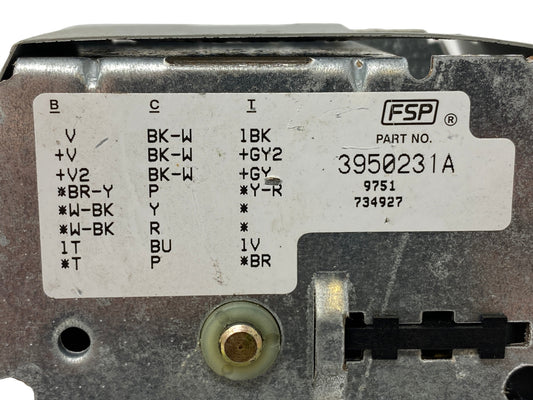 B C T
V BK-W 1BK
+V BK-W +GY2
+V2 BK-W +GY
*BR-Y P *Y-R
*W-BK Y *
*W-BK R *
1T BU 1V
*T P *BR
FSP ®
PART NO.
3950231A
9751
734927